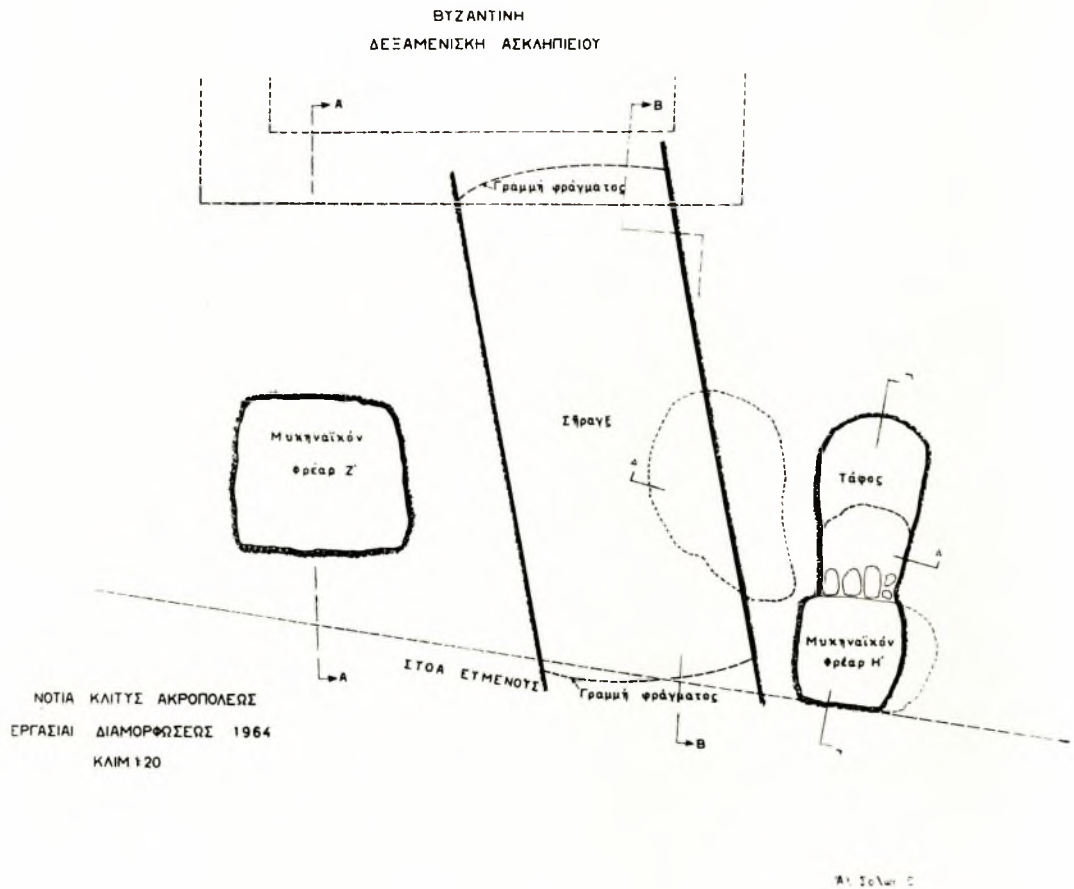 ΒΥΖΑΝΤΙΝΗ
ΔΕΞΑΜΕΝΙΣΚΗ ΑΣΚΛΗΠΙΕΙΟΥ
Α
Β
Γραμμή φράγματος
Σῆραγξ
Μυκηναϊκόν
Φρέαρ Ζ'
Τάφος
Δ
Δ
Μυκηναϊκόν
Φρέαρ Η'
ΣΤΟΑ ΕΥΜΕΝΟΥΣ
Γραμμή φράγματος
Α
Β
Γ
Γ
ΝΟΤΙΑ ΚΛΙΤΥΣ ΑΚΡΟΠΟΛΕΩΣ
ΕΡΓΑΣΙΑΙ ΔΙΑΜΟΡΦΩΣΕΩΣ 1964
ΚΛΙΜ 1:20